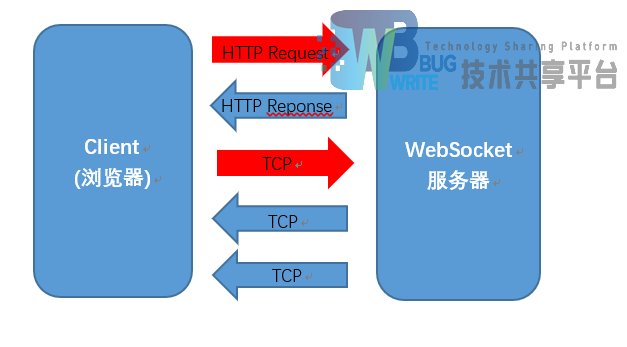 HTTP Request
WB
Technology Sharing Platform
BUG
WRITE
技术共享平台
HTTP Reponse
Client
(浏览器)
TCP
WebSocket
服务器
TCP
TCP